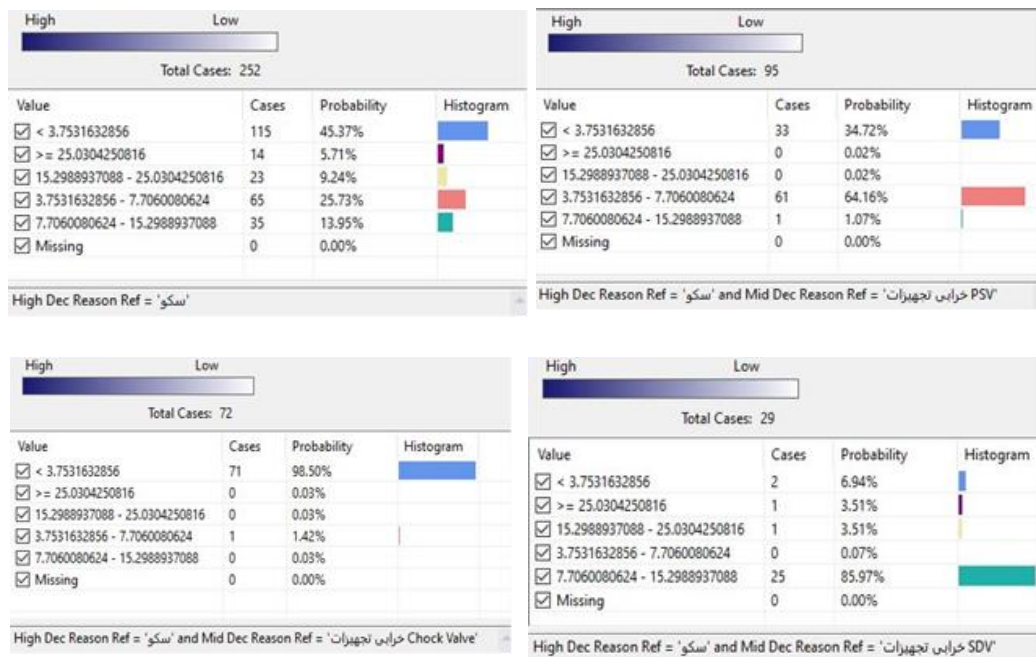 High Low
Total Cases: 252
Value Cases Probability Histogram
< 3.7531632856 115 45.37%
>= 25.0304250816 14 5.71%
15.2988937088 - 25.0304250816 23 9.24%
3.7531632856 - 7.7060080624 65 25.73%
7.7060080624 - 15.2988937088 35 13.95%
Missing 0 0.00%
High Dec Reason Ref = 'سکو'
High Low
Total Cases: 95
Value Cases Probability Histogram
< 3.7531632856 33 34.72%
>= 25.0304250816 0 0.02%
15.2988937088 - 25.0304250816 0 0.02%
3.7531632856 - 7.7060080624 61 64.16%
7.7060080624 - 15.2988937088 1 1.07%
Missing 0 0.00%
High Dec Reason Ref = 'سکو' and Mid Dec Reason Ref = 'خرابی تجهیزات PSV'
High Low
Total Cases: 72
Value Cases Probability Histogram
< 3.7531632856 71 98.50%
>= 25.0304250816 0 0.03%
15.2988937088 - 25.0304250816 0 0.03%
3.7531632856 - 7.7060080624 1 1.42%
7.7060080624 - 15.2988937088 0 0.03%
Missing 0 0.00%
High Dec Reason Ref = 'سکو' and Mid Dec Reason Ref = 'خرابی تجهیزات Chock Valve'
High Low
Total Cases: 29
Value Cases Probability Histogram
< 3.7531632856 2 6.94%
>= 25.0304250816 1 3.51%
15.2988937088 - 25.0304250816 1 3.51%
3.7531632856 - 7.7060080624 0 0.07%
7.7060080624 - 15.2988937088 25 85.97%
Missing 0 0.00%
High Dec Reason Ref = 'سکو' and Mid Dec Reason Ref = 'خرابی تجهیزات SDV'